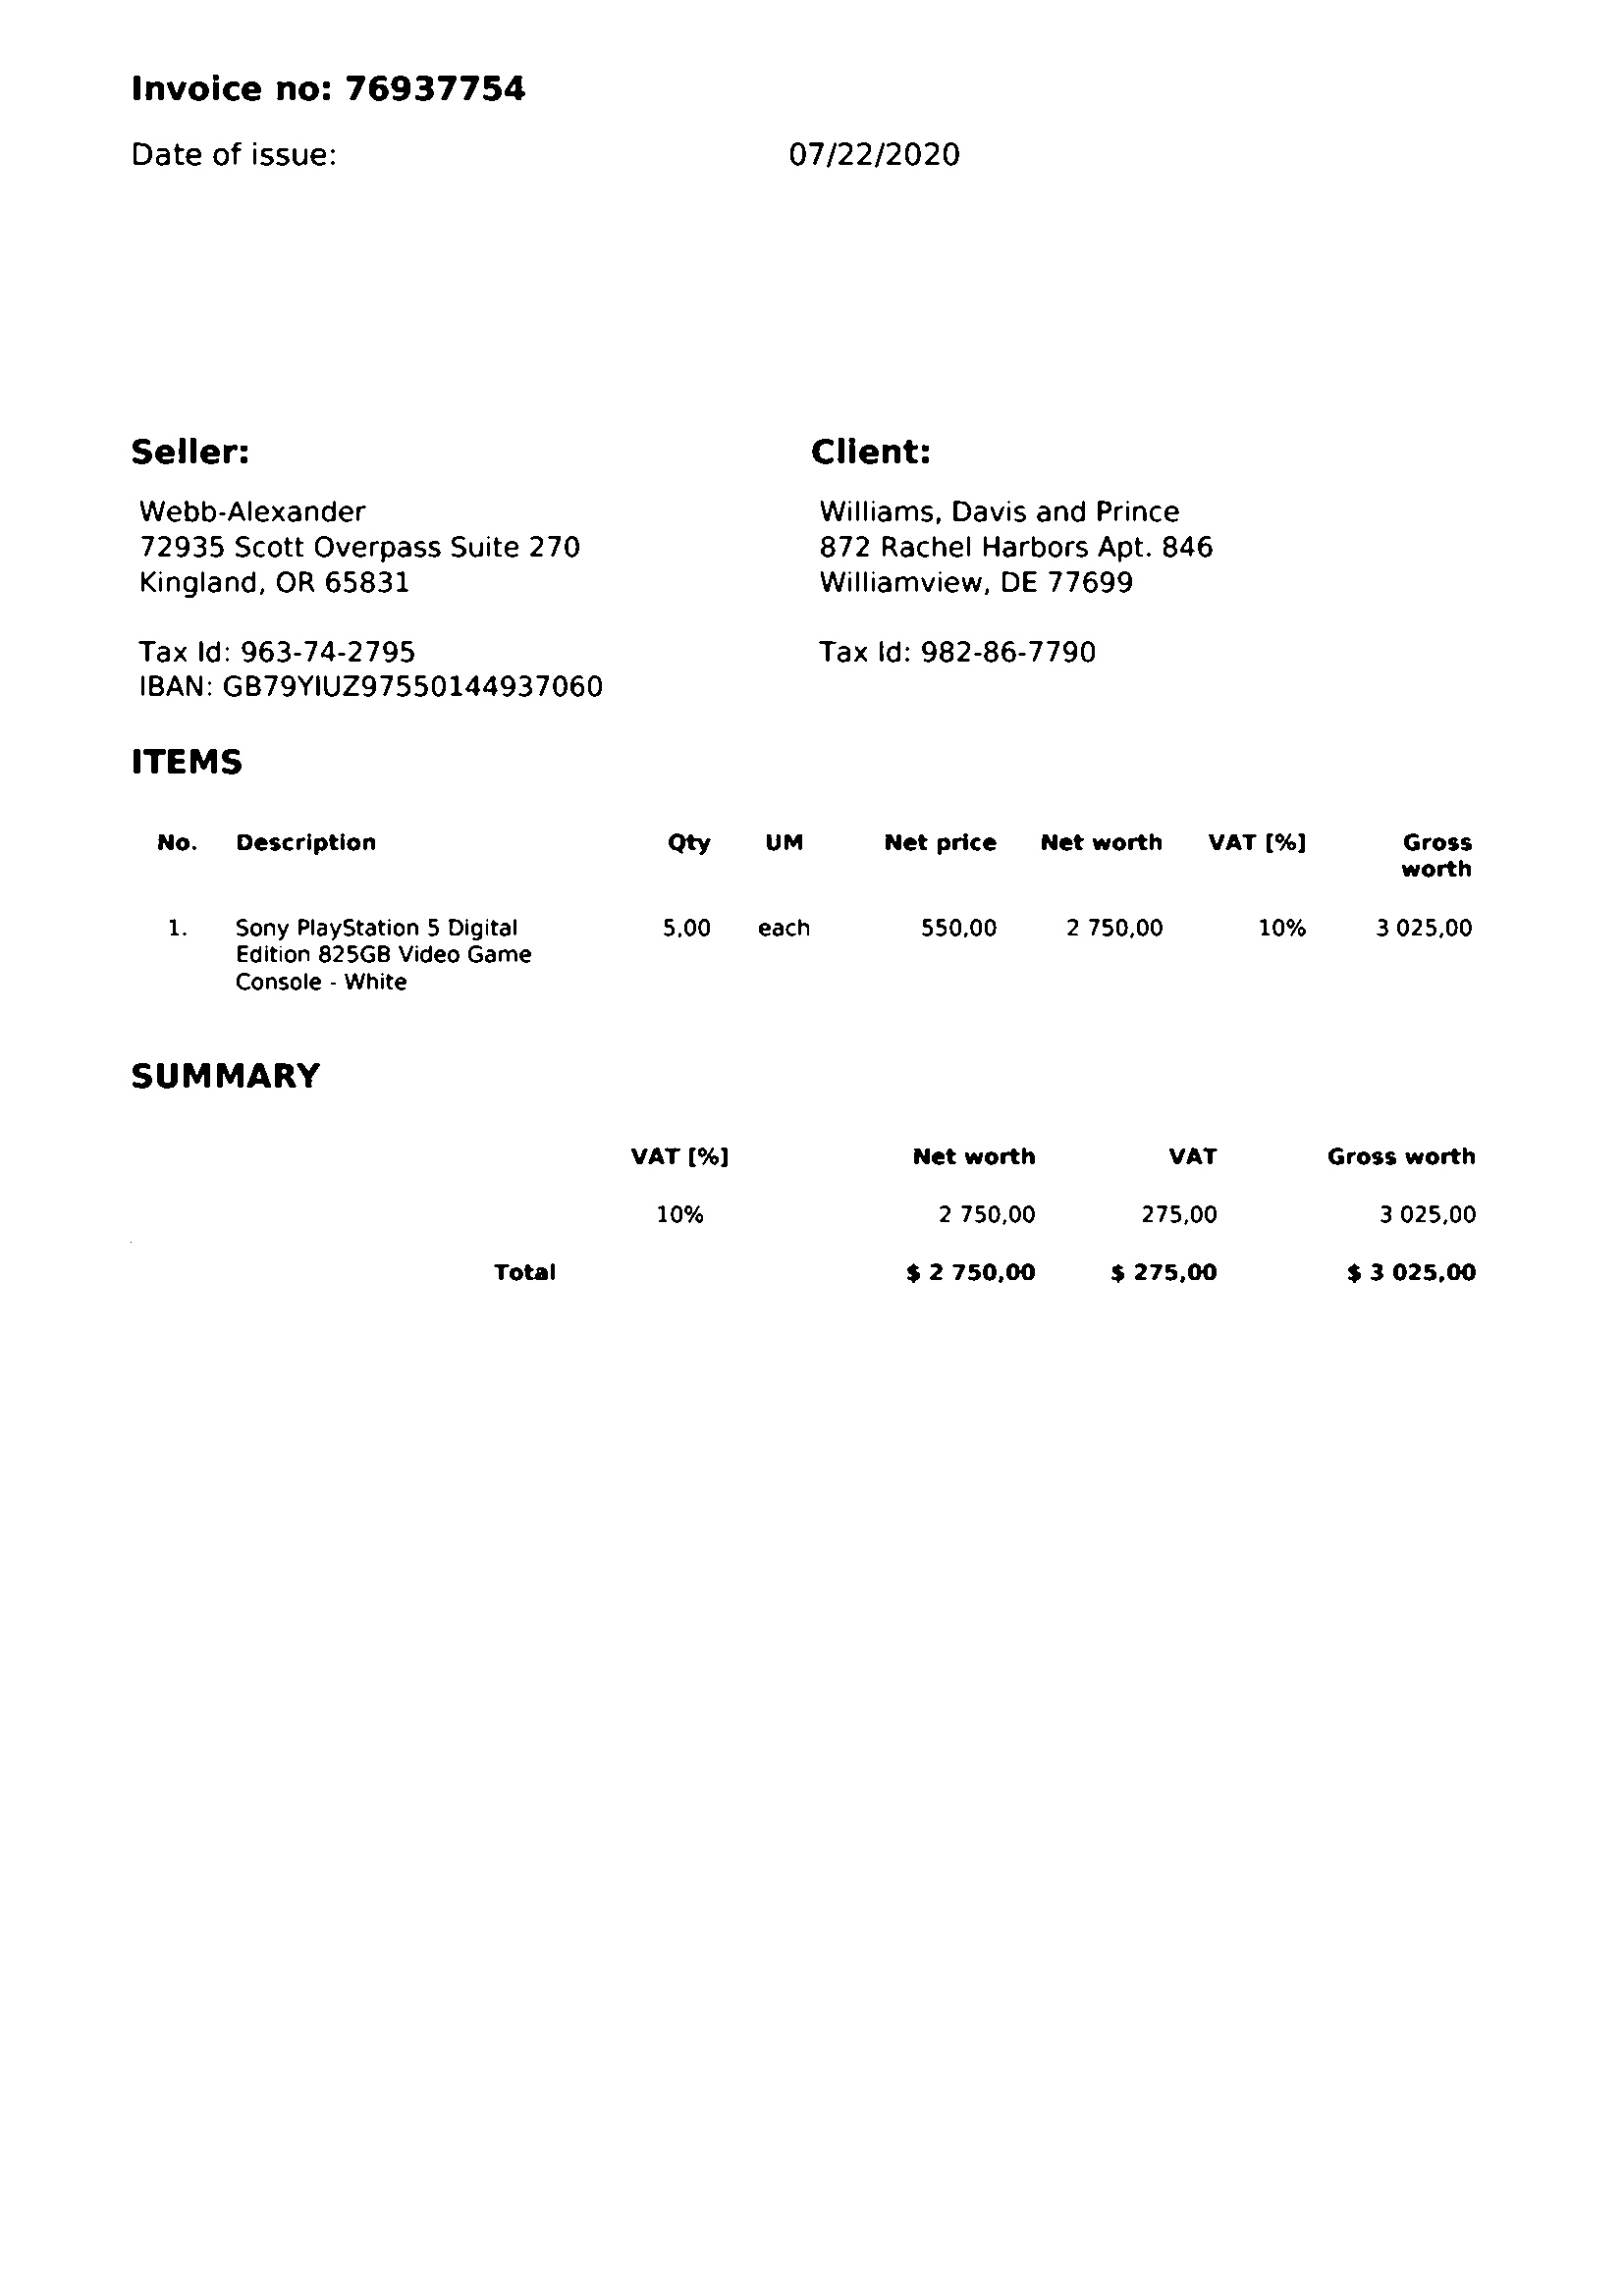 Invoice no: 76937754
Date of issue: 07/22/2020
Seller:
Webb-Alexander
72935 Scott Overpass Suite 270
Kingland, OR 65831
Tax Id: 963-74-2795
IBAN: GB79YIUZ97550144937060
Client:
Williams, Davis and Prince
872 Rachel Harbors Apt. 846
Williamview, DE 77699
Tax Id: 982-86-7790
ITEMS
No. Description Qty UM Net price Net worth VAT [%] Gross
worth
1. Sony PlayStation 5 Digital 5,00 each 550,00 2 750,00 10% 3 025,00
Edition 825GB Video Game
Console - White
SUMMARY
VAT [%] Net worth VAT Gross worth
10% 2 750,00 275,00 3 025,00
Total $ 2 750,00 $ 275,00 $ 3 025,00